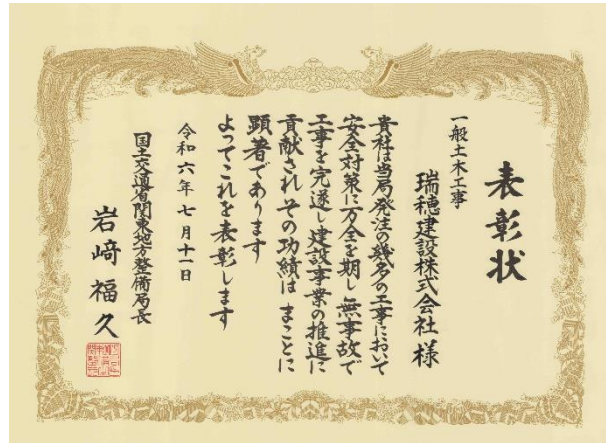 表彰状
一般土木工事
瑞穂建設株式会社様
貴社は当局発注の幾多の工事において
安全対策に万全を期し無事故で
工事を完遂し建設事業の推進に
貢献されその功績はまことに
顕著であります
よってこれを表彰します
令和六年七月十一日
国土交通省関東地方整備局長
岩﨑福久